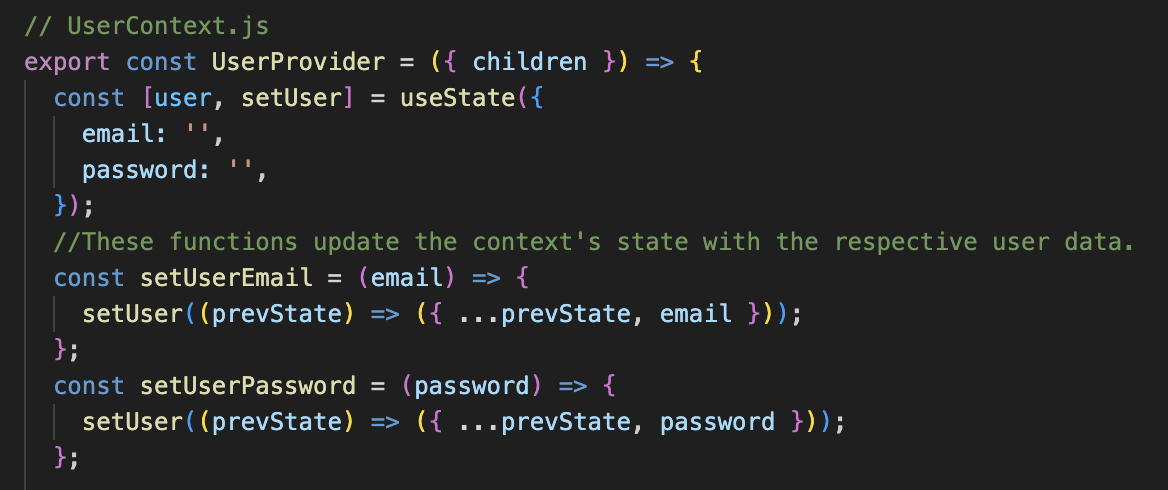 // UserContext.js
export const UserProvider = ({ children }) => {
  const [user, setUser] = useState({
    email: '',
    password: '',
  });
  //These functions update the context's state with the respective user data.
  const setUserEmail = (email) => {
    setUser((prevState) => ({ ...prevState, email }));
  };
  const setUserPassword = (password) => {
    setUser((prevState) => ({ ...prevState, password }));
  };